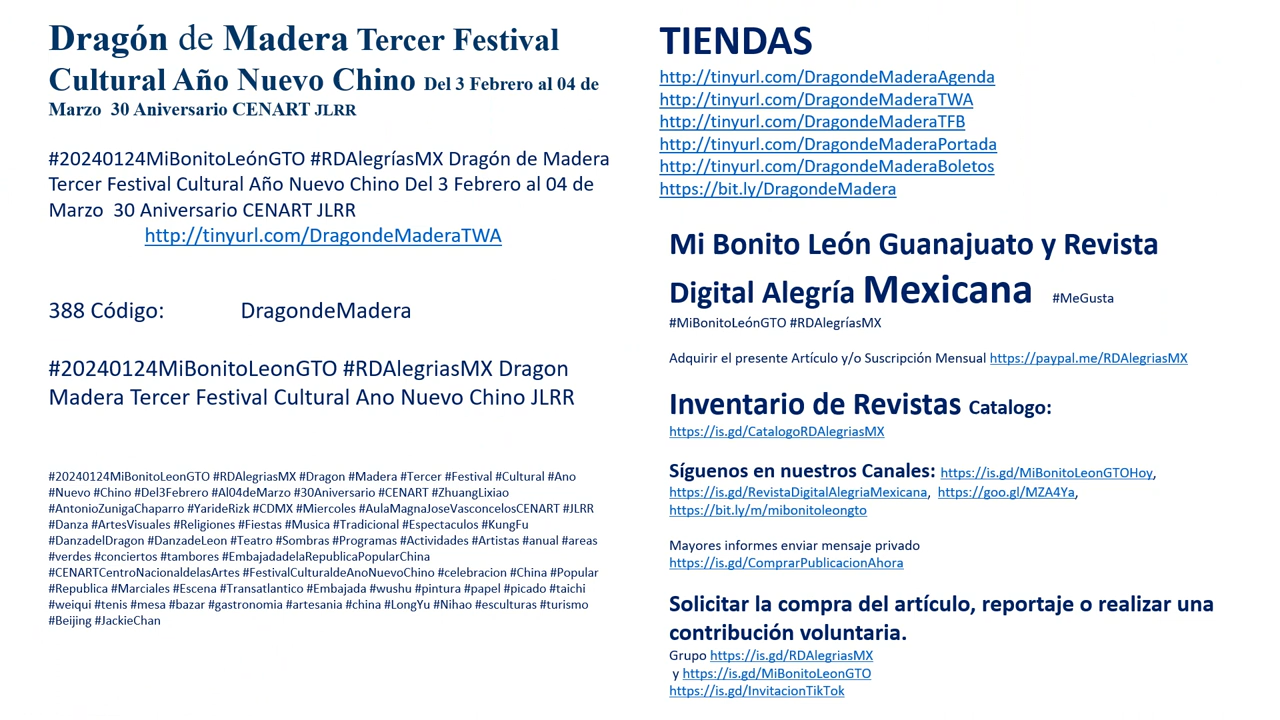 Dragón de Madera Tercer Festival
Cultural Año Nuevo Chino Del 3 Febrero al 04 de
Marzo 30 Aniversario CENART JLRR
#20240124MiBonitoLeónGTO #RDAlegríasMX Dragón de Madera
Tercer Festival Cultural Año Nuevo Chino Del 3 Febrero al 04 de
Marzo 30 Aniversario CENART JLRR
http://tinyurl.com/DragondeMaderaTWA
388 Código: DragondeMadera
#20240124MiBonitoLeonGTO #RDAlegriasMX Dragon
Madera Tercer Festival Cultural Ano Nuevo Chino JLRR
#20240124MiBonitoLeonGTO #RDAlegriasMX #Dragon #Madera #Tercer #Festival #Cultural #Ano
#Nuevo #Chino #Del3Febrero #Al04deMarzo #30Aniversario #CENART #ZhuangLixiao
#AntonioZunigaChaparro #YarideRizk #CDMX #Miercoles #AulaMagnaJoseVasconcelosCENART #JLRR
#Danza #ArtesVisuales #Religiones #Fiestas #Musica #Tradicional #Espectaculos #KungFu
#DanzadelDragon #DanzadeLeon #Teatro #Sombras #Programas #Actividades #Artistas #anual #areas
#verdes #conciertos #tambores #EmbajadadelaRepublicaPopularChina
#CENARTCentroNacionaldelasArtes #FestivalCulturaldeAnoNuevoChino #celebracion #China #Popular
#Republica #Marciales #Escena #Transatlantico #Embajada #wushu #pintura #papel #picado #taichi
#weiqui #tenis #mesa #bazar #gastronomia #artesania #china #LongYu #Nihao #esculturas #turismo
#Beijing #JackieChan
TIENDAS
http://tinyurl.com/DragondeMaderaAgenda
http://tinyurl.com/DragondeMaderaTWA
http://tinyurl.com/DragondeMaderaTFB
http://tinyurl.com/DragondeMaderaPortada
http://tinyurl.com/DragondeMaderaBoletos
https://bit.ly/DragondeMadera
Mi Bonito León Guanajuato y Revista
Digital Alegría Mexicana #MeGusta
#MiBonitoLeónGTO #RDAlegríasMX
Adquirir el presente Artículo y/o Suscripción Mensual https://paypal.me/RDAlegriasMX
Inventario de Revistas Catalogo:
https://is.gd/CatalogoRDAlegriasMX
Síguenos en nuestros Canales: https://is.gd/MiBonitoLeonGTOHoy,
https://is.gd/RevistaDigitalAlegriaMexicana, https://goo.gl/MZA4Ya,
https://bit.ly/m/mibonitoleongto
Mayores informes enviar mensaje privado
https://is.gd/ComprarPublicacionAhora
Solicitar la compra del artículo, reportaje o realizar una
contribución voluntaria.
Grupo https://is.gd/RDAlegriasMX
y https://is.gd/MiBonitoLeonGTO
https://is.gd/InvitacionTikTok